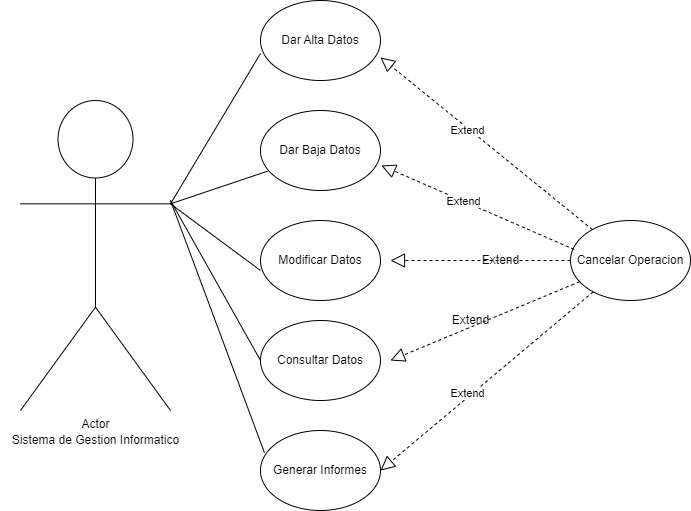 Dar Alta Datos
Extend
Dar Baja Datos
Extend
Modificar Datos
Extend
Cancelar Operacion
Extend
Consultar Datos
Extend
Actor
Sistema de Gestion Informatico
Generar Informes